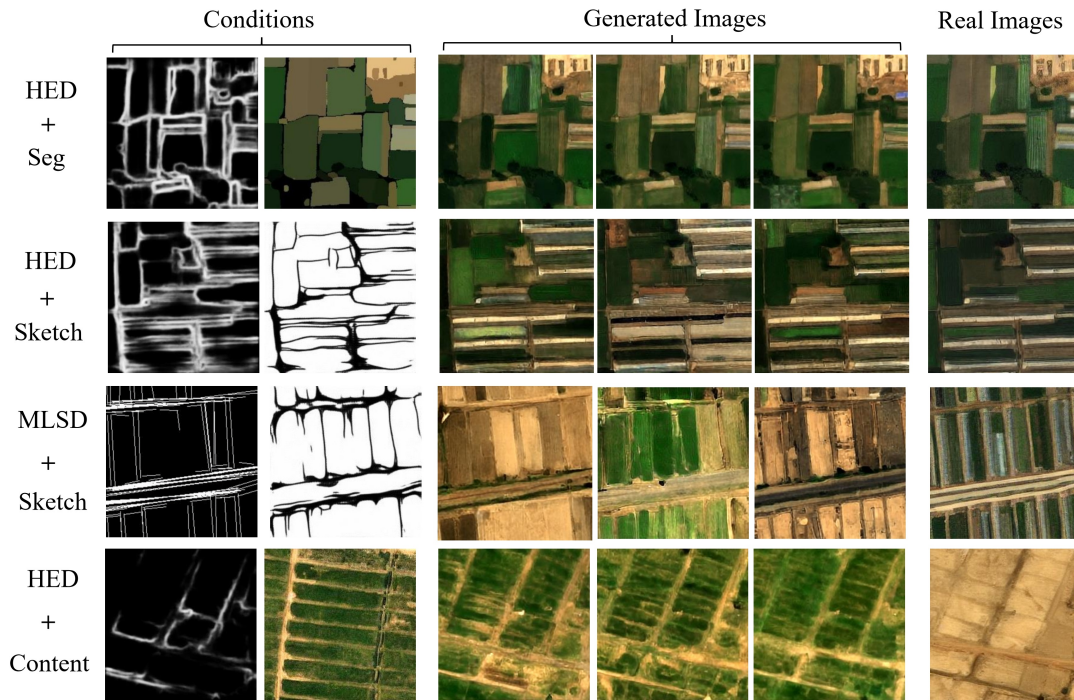 Conditions
Generated Images
Real Images
HED
+
Seg
HED
+
Sketch
MLSD
+
Sketch
HED
+
Content